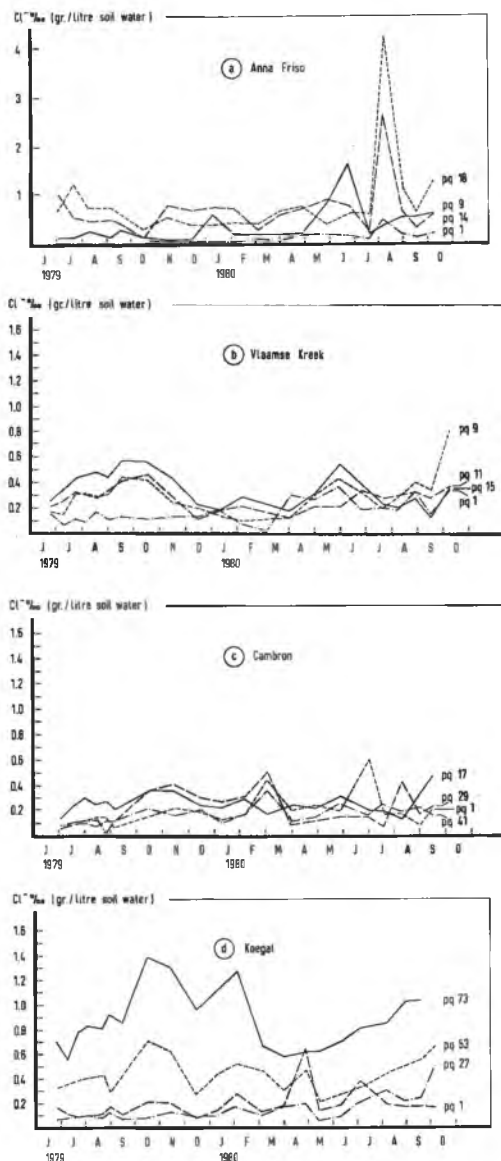 Cl⁻ ‰ (gr./litre soil water)
a Anna Friso
4
3
2
1
pq 18
pq 9
pq 14
pq 1
J J A S O N D J F M A M J J A S O
1979 1980
Cl⁻ ‰ (gr./litre soil water)
b Vlaamse Kreek
1.6
1.4
1.2
1.0
0.8
0.6
0.4
0.2
pq 9
pq 11
pq 15
pq 1
J J A S O N D J F M A M J J A S O
1979 1980
Cl⁻ ‰ (gr./litre soil water)
c Cambron
1.6
1.4
1.2
1.0
0.8
0.6
0.4
0.2
pq 17
pq 29
pq 1
pq 41
J J A S O N D J F M A M J J A S O
1979 1980
Cl⁻ ‰ (gr./litre soil water)
d Koegat
1.6
1.4
1.2
1.0
0.8
0.6
0.4
0.2
pq 73
pq 52
pq 27
pq 1
J J A S O N D J F M A M J J A S O
1979 1980